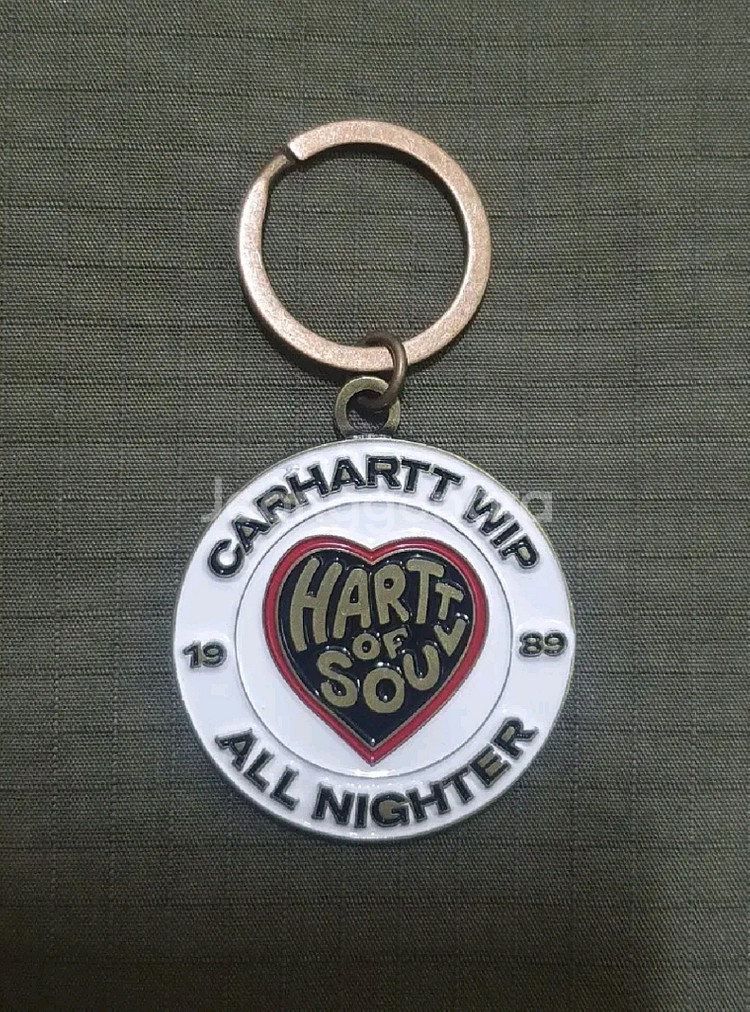 CARHARTT WIP
HARTT
OF
SOUL
19
89
ALL NIGHTER